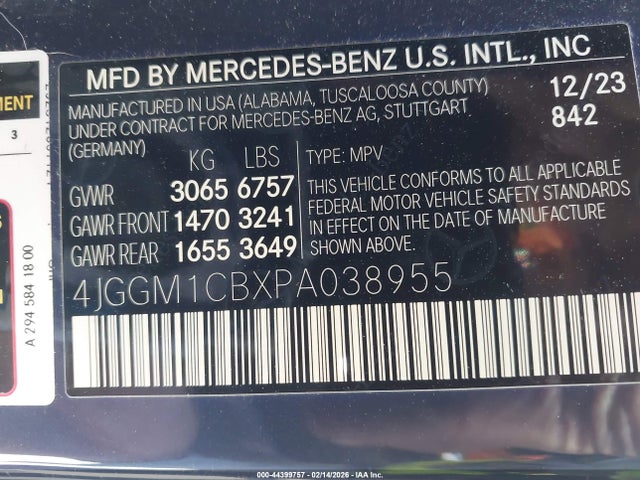 MFD BY MERCEDES-BENZ U.S. INTL., INC
MANUFACTURED IN USA (ALABAMA, TUSCALOOSA COUNTY) 12/23
UNDER CONTRACT FOR MERCEDES-BENZ AG, STUTTGART 842
(GERMANY)
KG LBS
GVWR 3065 6757
GAWR FRONT 1470 3241
GAWR REAR 1655 3649
TYPE: MPV
THIS VEHICLE CONFORMS TO ALL APPLICABLE
FEDERAL MOTOR VEHICLE SAFETY STANDARDS
IN EFFECT ON THE DATE OF MANUFACTURE
SHOWN ABOVE.
4JGGM1CBXPA038955
MENT
3
A 294 584 18 00
000-44399757 - 02/14/2026 - IAA Inc.